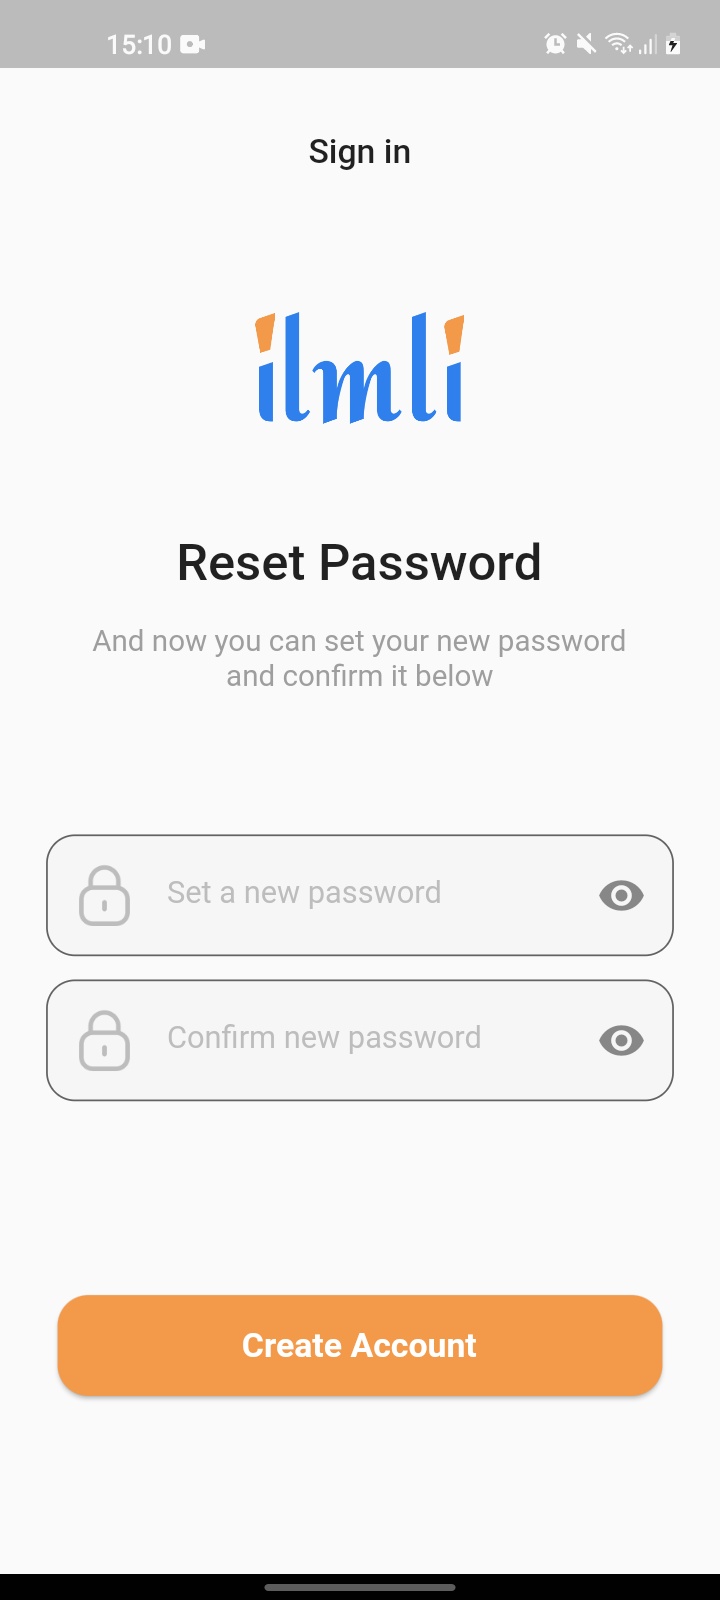 15:10
Sign in
ilmli
Reset Password
And now you can set your new password
and confirm it below
Set a new password
Confirm new password
Create Account